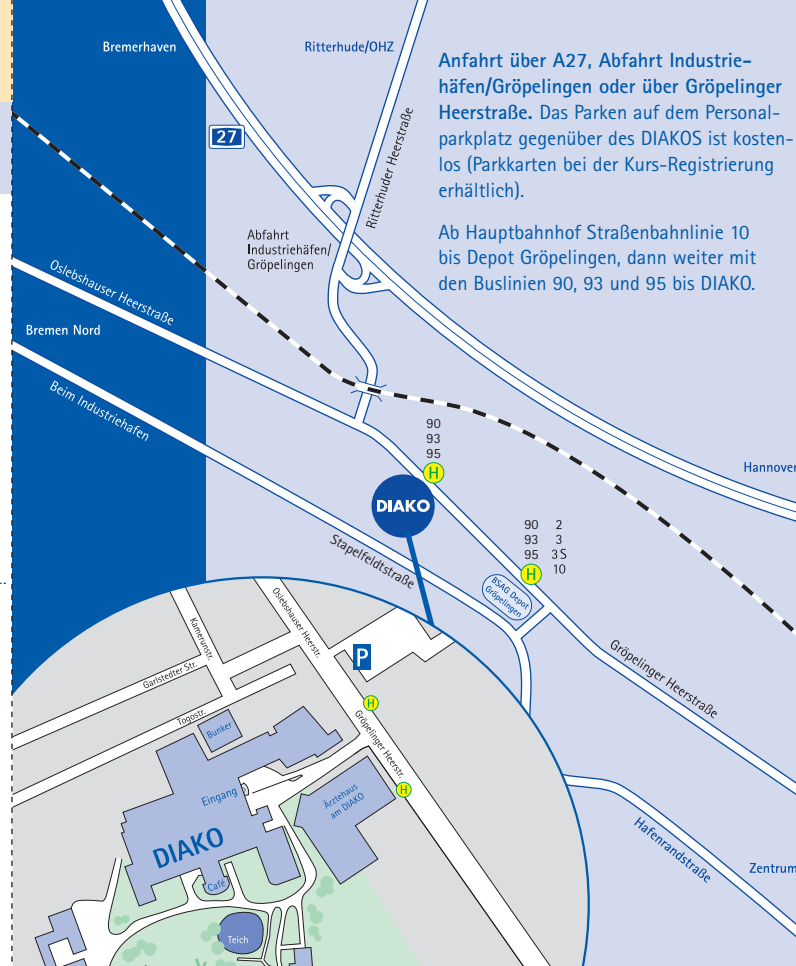 Bremerhaven
Ritterhude/OHZ
Anfahrt über A27, Abfahrt Industrie-
häfen/Gröpelingen oder über Gröpelinger
Heerstraße. Das Parken auf dem Personal-
parkplatz gegenüber des DIAKOS ist kosten-
los (Parkkarten bei der Kurs-Registrierung
erhältlich).
Ab Hauptbahnhof Straßenbahnlinie 10
bis Depot Gröpelingen, dann weiter mit
den Buslinien 90, 93 und 95 bis DIAKO.
27
Ritterhuder Heerstraße
Abfahrt
Industriehäfen/
Gröpelingen
Oslebshauser Heerstraße
Bremen Nord
Beim Industriehafen
90
93
95
H
DIAKO
Hannover
90 2
93 3
95 3S
10
H
Stapelfeldtstraße
BSAG Depot
Gröpelingen
Gröpelinger Heerstraße
Oslebshauser Heerstr.
Kamerunstr.
P
Garlstedter Str.
H
Togostr.
Gröpelinger Heerstr.
Bunker
Eingang
H
Ärztehaus
am DIAKO
DIAKO
Café
Teich
Hafenrandstraße
Zentrum